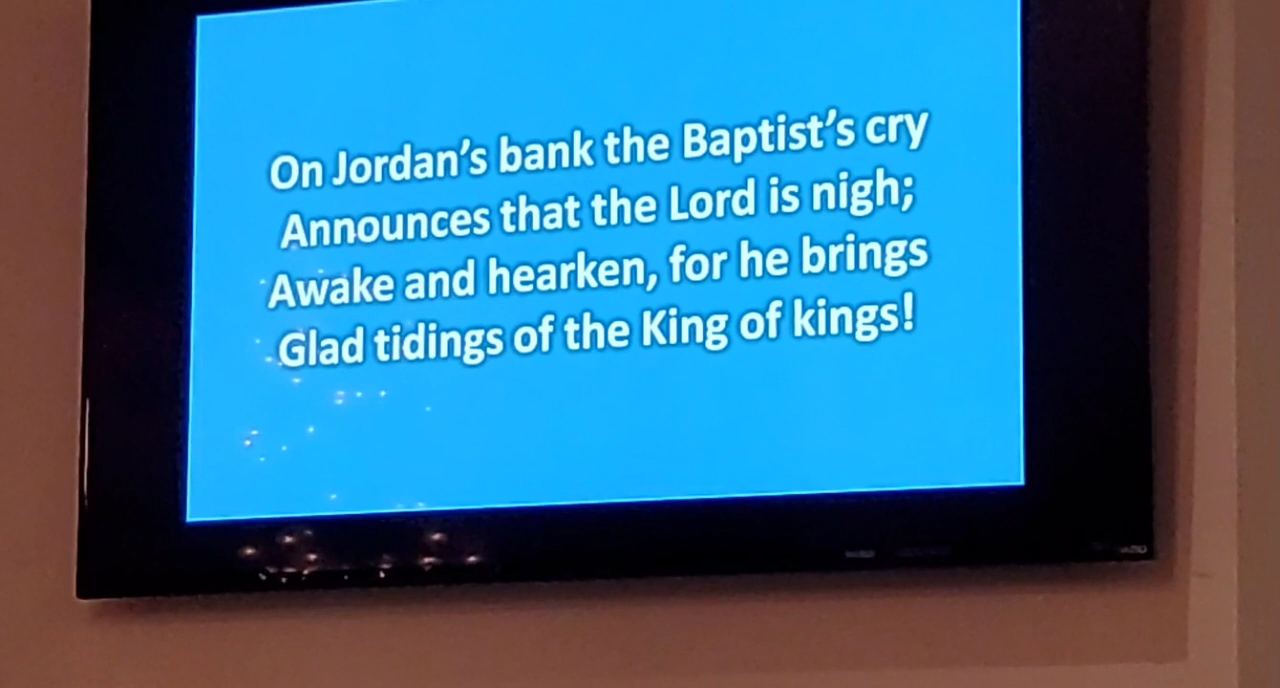 On Jordan’s bank the Baptist’s cry
Announces that the Lord is nigh;
Awake and hearken, for he brings
Glad tidings of the King of kings!